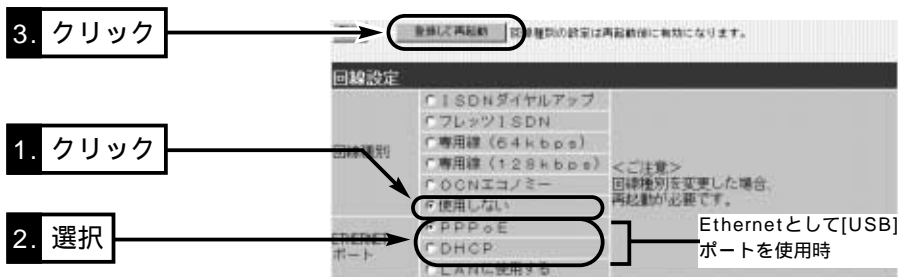 3. クリック
登録して再起動 回線種別の設定は再起動後に有効になります。
回線設定
ISDNダイヤルアップ
フレッツISDN
1. クリック
回線種別
専用線(64kbps)
専用線(128kbps)
OCNエコノミー
使用しない
<ご注意>
回線種別を変更した場合、
再起動が必要です。
2. 選択
ETHERNET
ポート
PPPoE
DHCP
LANに使用する
Ethernetとして[USB]
ポートを使用時